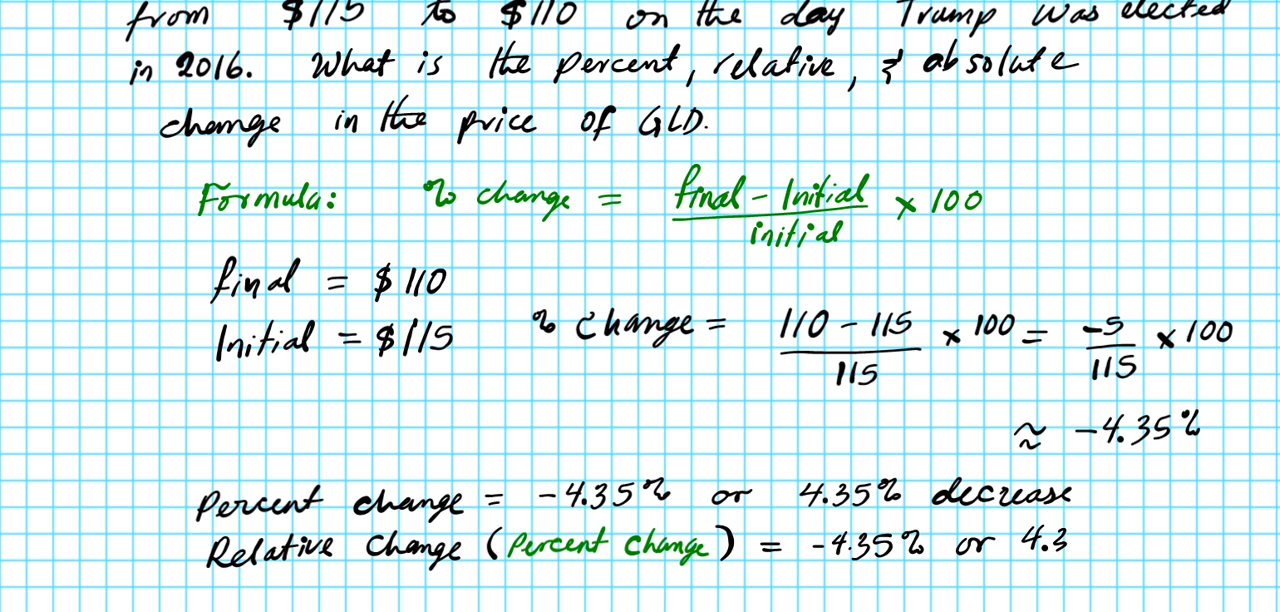 from $115 to $110 on the day Trump was elected
in 2016. What is the percent, relative, & absolute
change in the price of GLD.
Formula: % change = final - Initial / initial × 100
final = $110
Initial = $115 % change = 110 - 115 / 115 × 100 = -5 / 115 × 100
≈ -4.35%
Percent change = -4.35% or 4.35% decrease
Relative Change (Percent Change) = -4.35% or 4.3